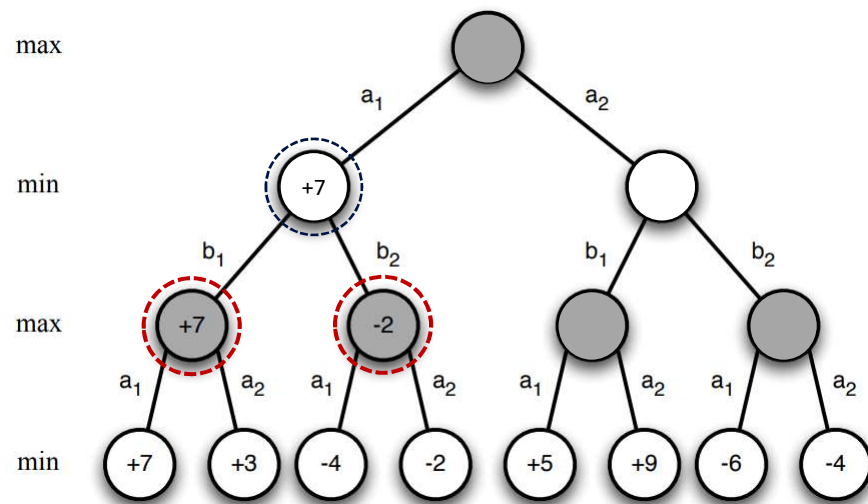 max
a1 a2
min +7
b1 b2 b1 b2
max +7 -2
a1 a2 a1 a2 a1 a2 a1 a2
min +7 +3 -4 -2 +5 +9 -6 -4